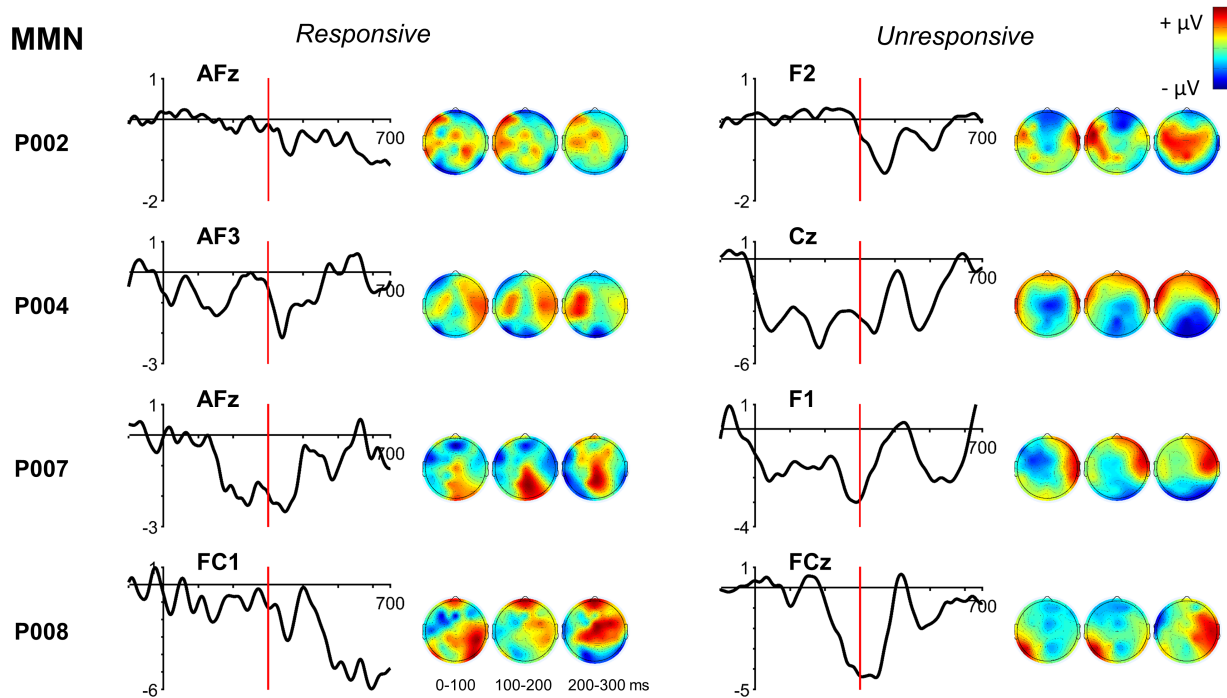 MMN
Responsive
Unresponsive
+ μV
- μV
P002
AFz
1
700
-2
F2
1
700
-2
P004
AF3
1
700
-3
Cz
1
700
-6
P007
AFz
1
700
-3
F1
1
700
-4
P008
FC1
1
700
-6
FCz
1
700
-5
0-100 100-200 200-300 ms